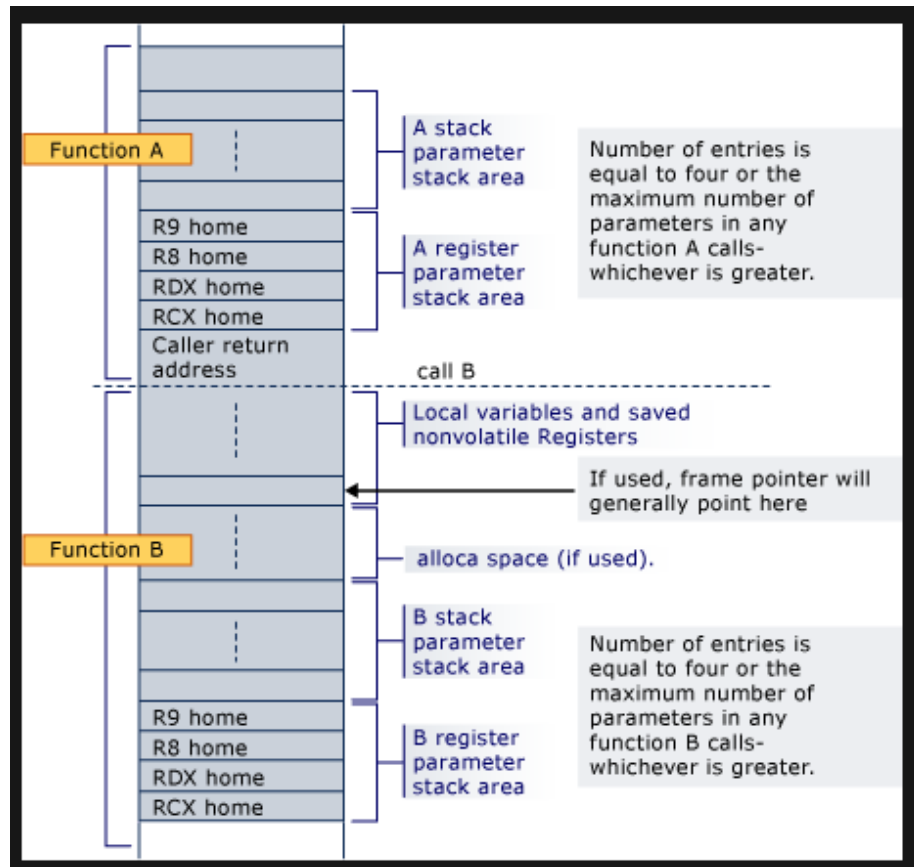 Function A
A stack
parameter
stack area
Number of entries is
equal to four or the
maximum number of
parameters in any
function A calls-
whichever is greater.
R9 home
R8 home
RDX home
RCX home
A register
parameter
stack area
Caller return
address
call B
Local variables and saved
nonvolatile Registers
If used, frame pointer will
generally point here
Function B
alloca space (if used).
B stack
parameter
stack area
Number of entries is
equal to four or the
maximum number of
parameters in any
function B calls-
whichever is greater.
R9 home
R8 home
RDX home
RCX home
B register
parameter
stack area